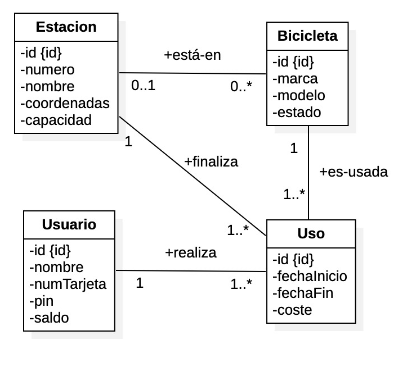 Estacion
-id {id}
-numero
-nombre
-coordenadas
-capacidad
+está-en
0..1
0..*
Bicicleta
-id {id}
-marca
-modelo
-estado
1
+finaliza
1..*
1
+es-usada
1..*
Usuario
-id {id}
-nombre
-numTarjeta
-pin
-saldo
+realiza
1
1..*
Uso
-id {id}
-fechaInicio
-fechaFin
-coste